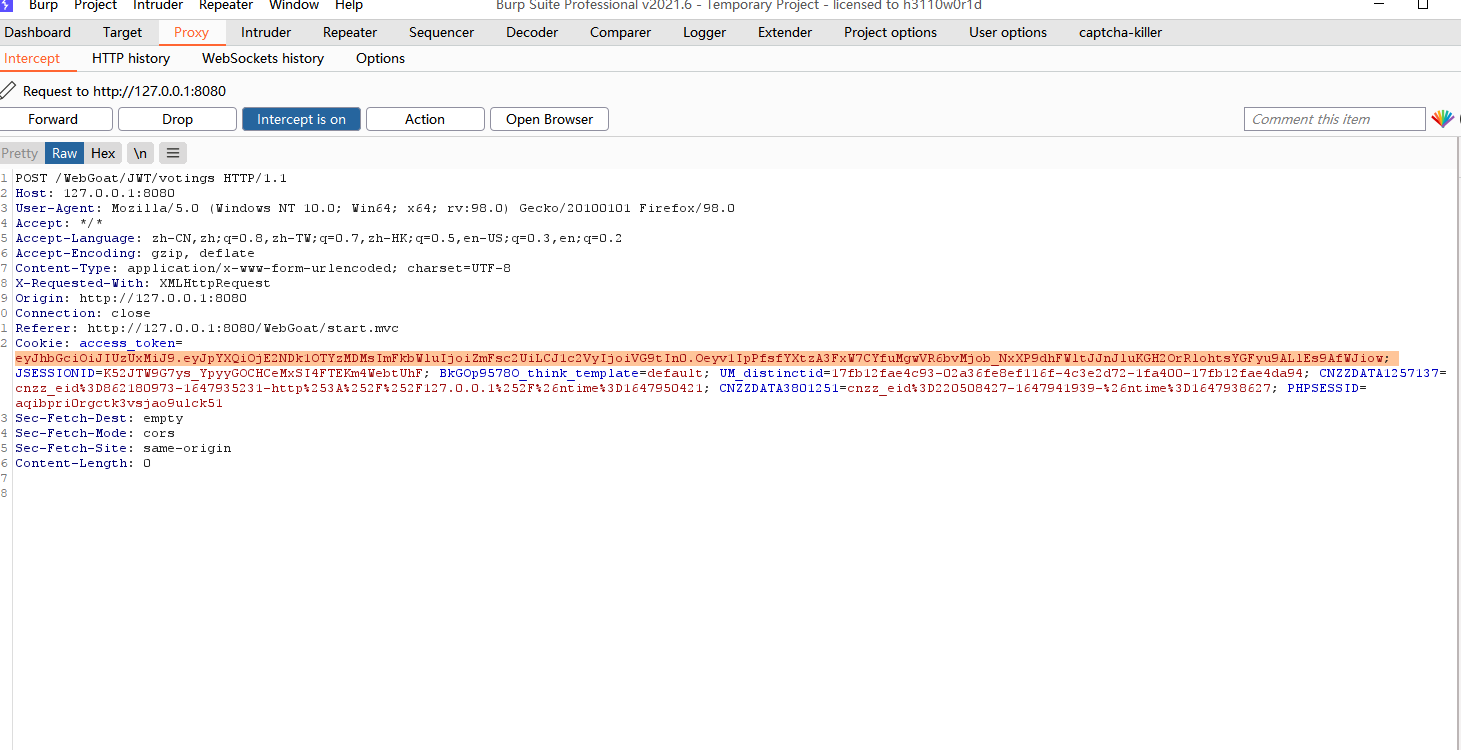 Burp Project Intruder Repeater Window Help Burp Suite Professional v2021.6 - Temporary Project - licensed to h3110w0r1d
Dashboard Target Proxy Intruder Repeater Sequencer Decoder Comparer Logger Extender Project options User options captcha-killer
Intercept HTTP history WebSockets history Options
Request to http://127.0.0.1:8080
Forward Drop Intercept is on Action Open Browser Comment this item
Pretty Raw Hex \n
1 POST /WebGoat/JWT/votings HTTP/1.1
2 Host: 127.0.0.1:8080
3 User-Agent: Mozilla/5.0 (Windows NT 10.0; Win64; x64; rv:98.0) Gecko/20100101 Firefox/98.0
4 Accept: */*
5 Accept-Language: zh-CN,zh;q=0.8,zh-TW;q=0.7,zh-HK;q=0.5,en-US;q=0.3,en;q=0.2
6 Accept-Encoding: gzip, deflate
7 Content-Type: application/x-www-form-urlencoded; charset=UTF-8
8 X-Requested-With: XMLHttpRequest
9 Origin: http://127.0.0.1:8080
0 Connection: close
1 Referer: http://127.0.0.1:8080/WebGoat/start.mvc
2 Cookie: access_token=
eyJhbGciOiJIUzUxMiJ9.eyJpYXQiOjE2NDk1OTYzMDMsImFkbWluIjoiZmFsc2UiLCJ1c2VyIjoiVG9tIn0.Oeyv1IpPfsfYXtzA3FxW7CYfuMgwVR6bvMjob_NxXP9dhFWltJJnJluKGH2OrRlohtsYGFyu9AL1Es9AfWJiow;
JSESSIONID=K52JTW9G7ys_YpyyGOCHCeMxSI4FTEKm4WebtUhF; BkGOp9578O_think_template=default; UM_distinctid=17fb12fae4c93-02a36fe8ef116f-4c3e2d72-1fa400-17fb12fae4da94; CNZZDATA1257137=
cnzz_eid%3D862180973-1647935231-http%253A%252F%252F127.0.0.1%252F%26ntime%3D1647950421; CNZZDATA3801251=cnzz_eid%3D220508427-1647941939-%26ntime%3D1647938627; PHPSESSID=
aqibpri0rgctk3vsjao9ulck51
3 Sec-Fetch-Dest: empty
4 Sec-Fetch-Mode: cors
5 Sec-Fetch-Site: same-origin
6 Content-Length: 0
7
8